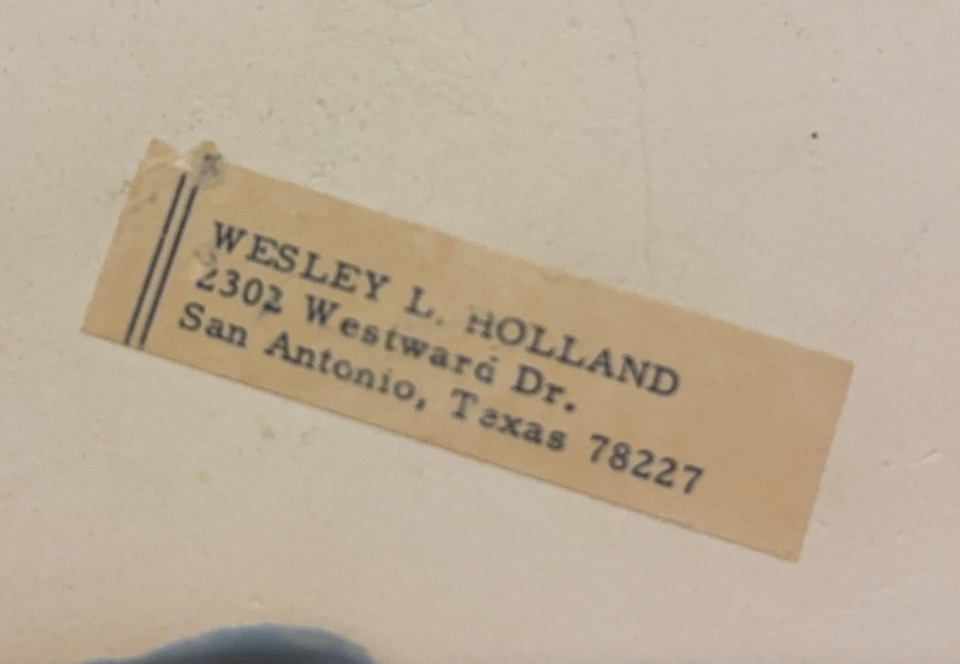 WESLEY L. HOLLAND
2302 Westward Dr.
San Antonio, Texas 78227